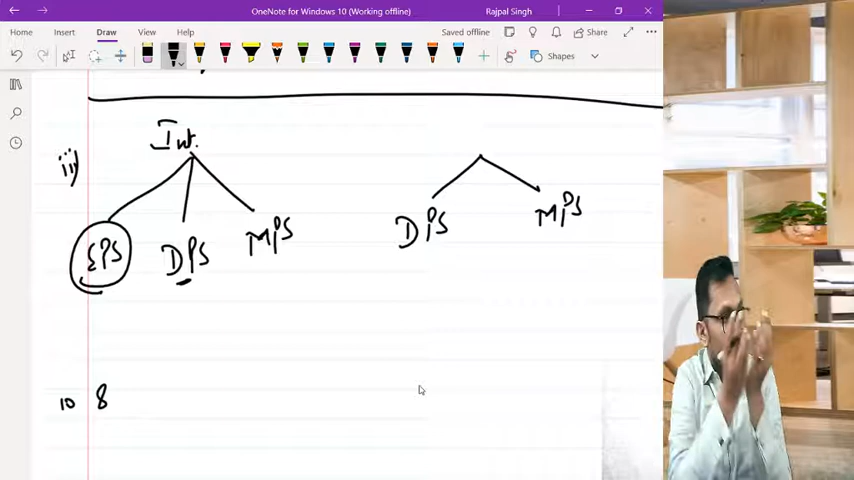 OneNote for Windows 10 (Working offline)
Rajpal Singh
Home Insert Draw View Help
Saved offline
Share
Shapes
Int.
iii)
EPS DPS MPS
DPS MPS
10 8